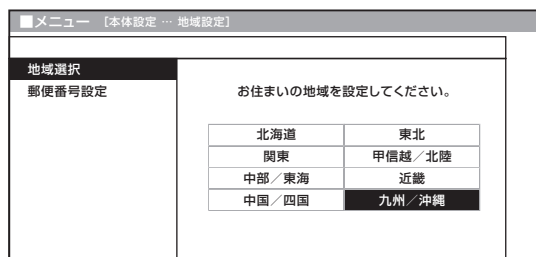 ■メニュー [本体設定 … 地域設定]
地域選択
郵便番号設定
お住まいの地域を設定してください。
北海道 東北
関東 甲信越／北陸
中部／東海 近畿
中国／四国 九州／沖縄